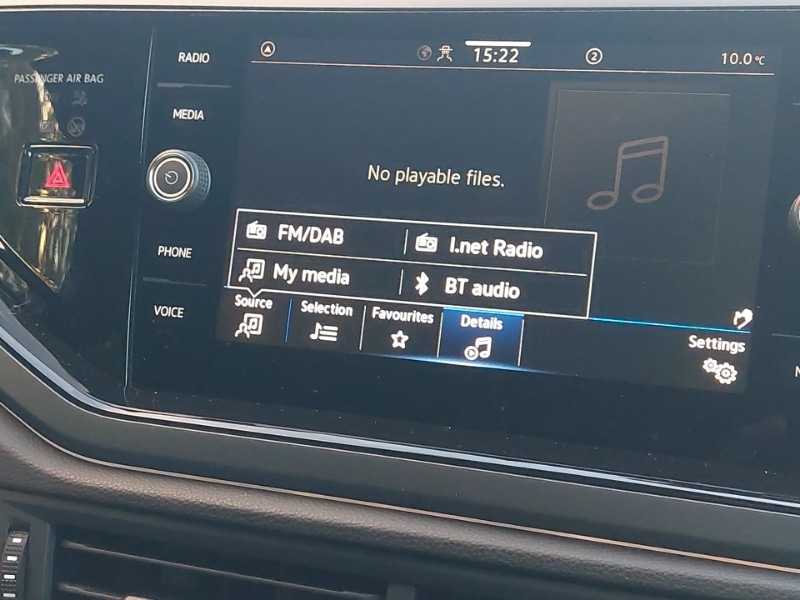 PASSENGER AIR BAG
RADIO
MEDIA
PHONE
VOICE
15:22
2
10.0°C
No playable files.
FM/DAB
I.net Radio
My media
BT audio
Source
Selection
Favourites
Details
Settings